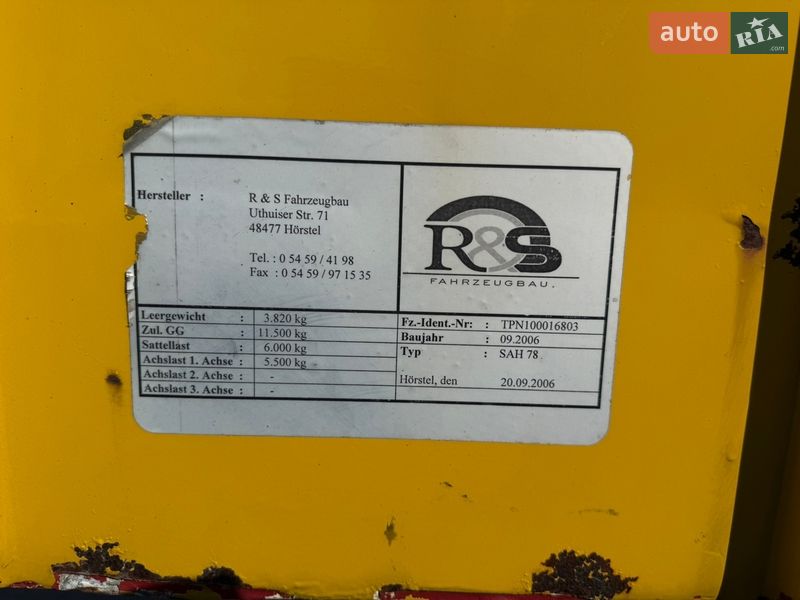 auto RIA .com
Hersteller :
R & S Fahrzeugbau
Uthuiser Str. 71
48477 Hörstel
Tel. : 0 54 59 / 41 98
Fax : 0 54 59 / 97 15 35
R&S
FAHRZEUGBAU.
Leergewicht : 3.820 kg
Zul. GG : 11.500 kg
Sattellast : 6.000 kg
Achslast 1. Achse : 5.500 kg
Achslast 2. Achse : -
Achslast 3. Achse : -
Fz.-Ident.-Nr: : TPN100016803
Baujahr : 09.2006
Typ : SAH 78
Hörstel, den 20.09.2006